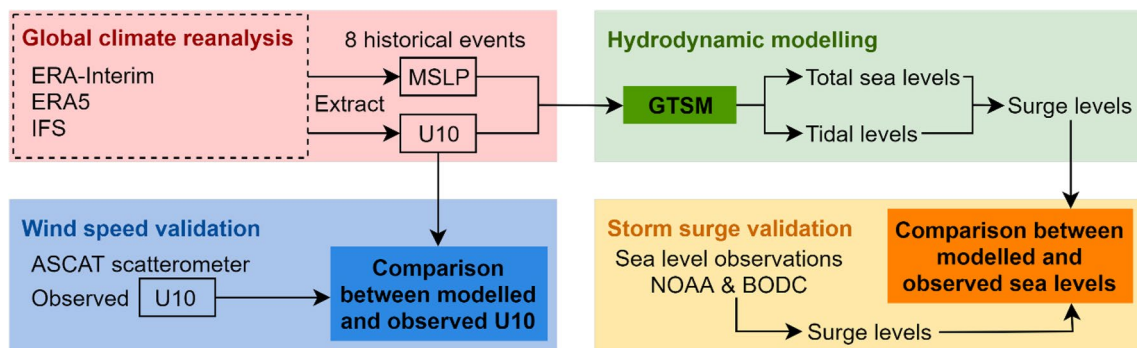 Global climate reanalysis
ERA-Interim
ERA5
IFS
8 historical events
Extract
MSLP
U10
Hydrodynamic modelling
GTSM
Total sea levels
Tidal levels
Surge levels
Wind speed validation
ASCAT scatterometer
Observed U10
Comparison
between modelled
and observed U10
Storm surge validation
Sea level observations
NOAA & BODC
Surge levels
Comparison between
modelled and
observed sea levels